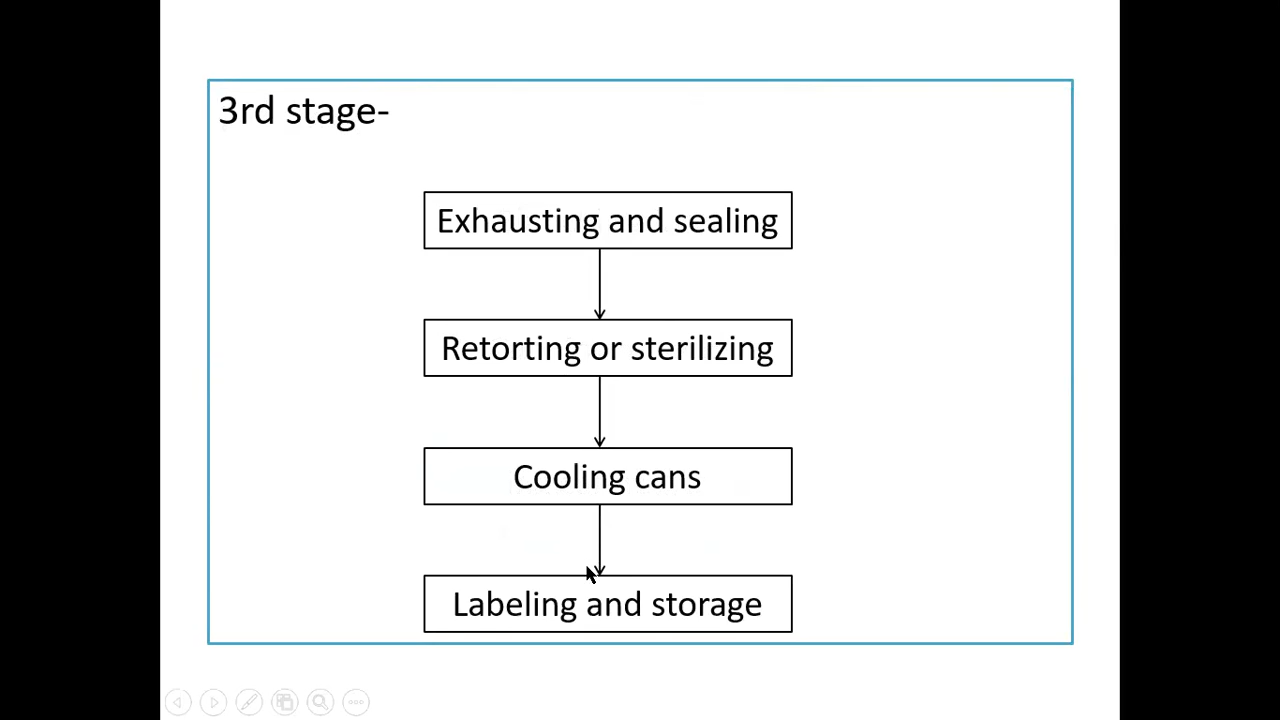 3rd stage-
Exhausting and sealing
Retorting or sterilizing
Cooling cans
Labeling and storage